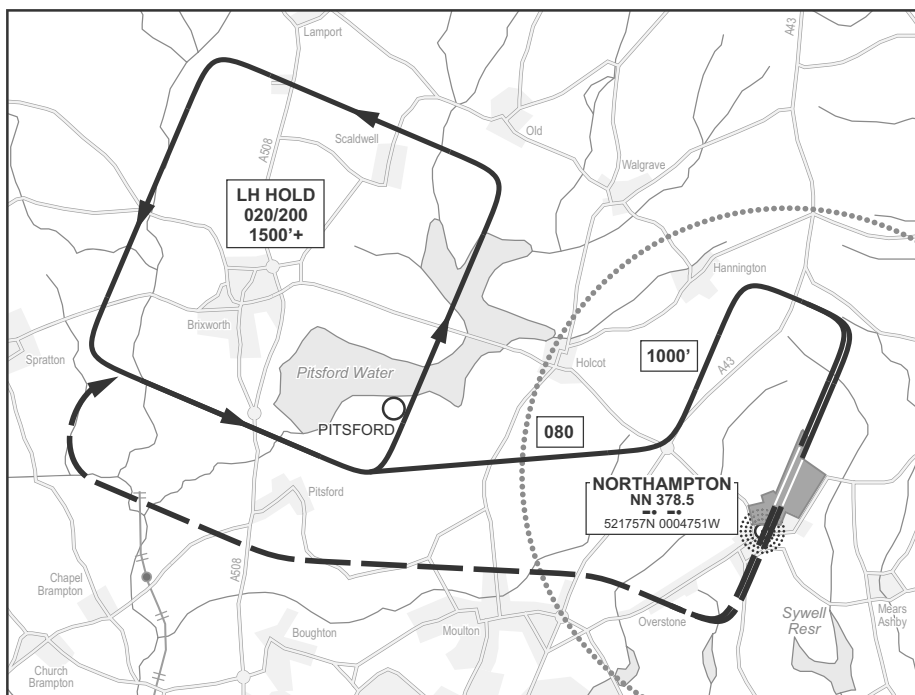 Lamport
A43
Old
Scaldwell
A508
Walgrave
LH HOLD
020/200
1500'+
Hannington
Brixworth
Spratton
Pitsford Water
Holcot
1000'
A43
PITSFORD
080
NORTHAMPTON
NN 378.5
521757N 0004751W
Pitsford
A508
Chapel
Brampton
Boughton
Moulton
Overstone
Sywell
Resr
Mears
Ashby
Church
Brampton